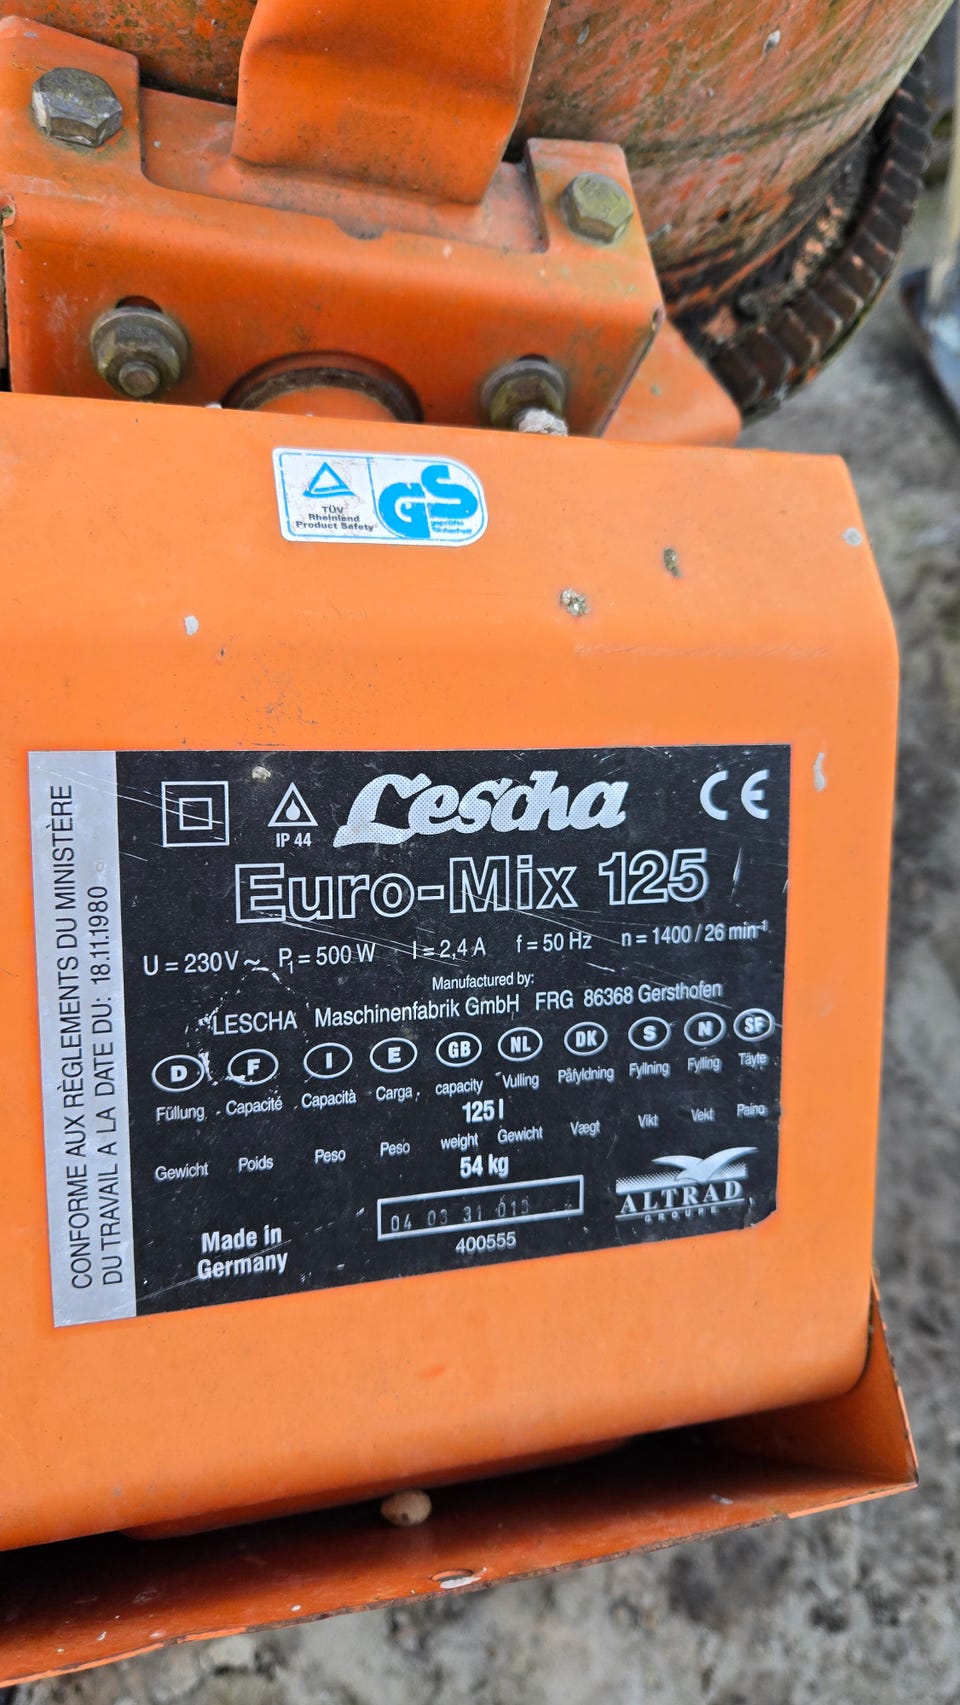 TÜV
Rheinland
Product Safety
GS
geprüfte
Sicherheit
CONFORME AUX RÈGLEMENTS DU MINISTÈRE
DU TRAVAIL A LA DATE DU: 18.11.1980
IP 44
Lescha
CE
Euro-Mix 125
U = 230V ~ P1 = 500 W I = 2,4 A f = 50 Hz n = 1400 / 26 min-1
Manufactured by:
LESCHA Maschinenfabrik GmbH FRG 86368 Gersthofen
D F I E GB NL DK S N SF
Füllung Capacité Capacità Carga capacity Vulling Påfyldning Fyllning Fylling Täyte
125 l
Gewicht Poids Peso Peso weight Gewicht Vægt Vikt Vekt Paino
54 kg
04 03 31 013
400555
Made in
Germany
ALTRAD
GROUPE